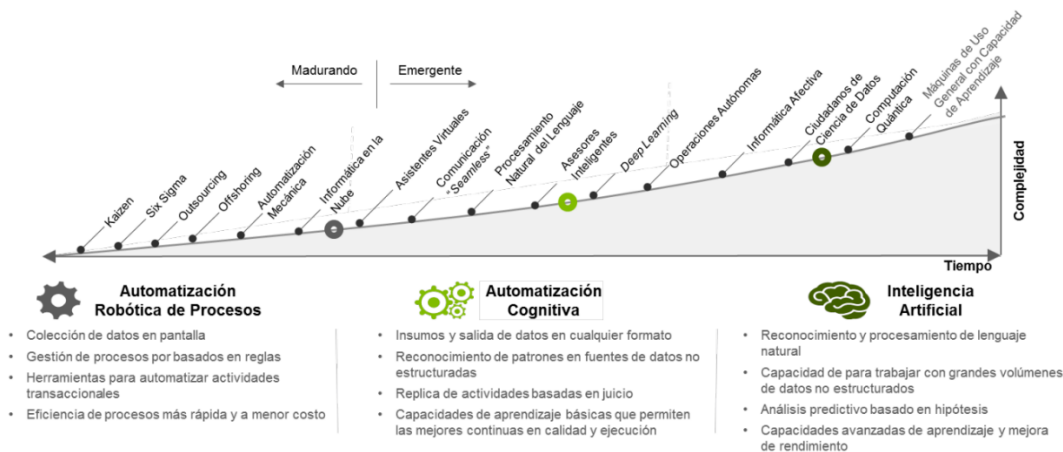 Madurando
Emergente
Kaizen
Six Sigma
Outsourcing
Offshoring
Automatización
Mecánica
Informática en la
Nube
Asistentes Virtuales
Comunicación
"Seamless"
Procesamiento
Natural del Lenguaje
Asesores
Inteligentes
Deep Learning
Operaciones Autónomas
Informática Afectiva
Ciudadanos de
Ciencia de Datos
Computación
Quántica
Máquinas de Uso
General con Capacidad
de Aprendizaje
Complejidad
Tiempo
Automatización
Robótica de Procesos
• Colección de datos en pantalla
• Gestión de procesos por basados en reglas
• Herramientas para automatizar actividades
transaccionales
• Eficiencia de procesos más rápida y a menor costo
Automatización
Cognitiva
• Insumos y salida de datos en cualquier formato
• Reconocimiento de patrones en fuentes de datos no
estructuradas
• Replica de actividades basadas en juicio
• Capacidades de aprendizaje básicas que permiten
las mejores continuas en calidad y ejecución
Inteligencia
Artificial
• Reconocimiento y procesamiento de lenguaje
natural
• Capacidad de para trabajar con grandes volúmenes
de datos no estructurados
• Análisis predictivo basado en hipótesis
• Capacidades avanzadas de aprendizaje y mejora
de rendimiento